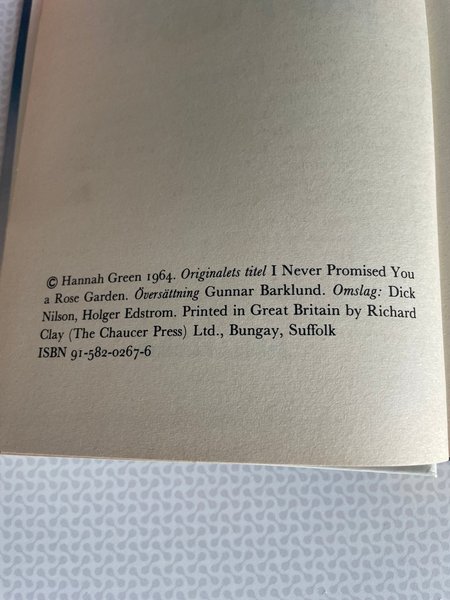 © Hannah Green 1964. Originalets titel I Never Promised You
a Rose Garden. Översättning Gunnar Barklund. Omslag: Dick
Nilson, Holger Edstrom. Printed in Great Britain by Richard
Clay (The Chaucer Press) Ltd., Bungay, Suffolk
ISBN 91-582-0267-6